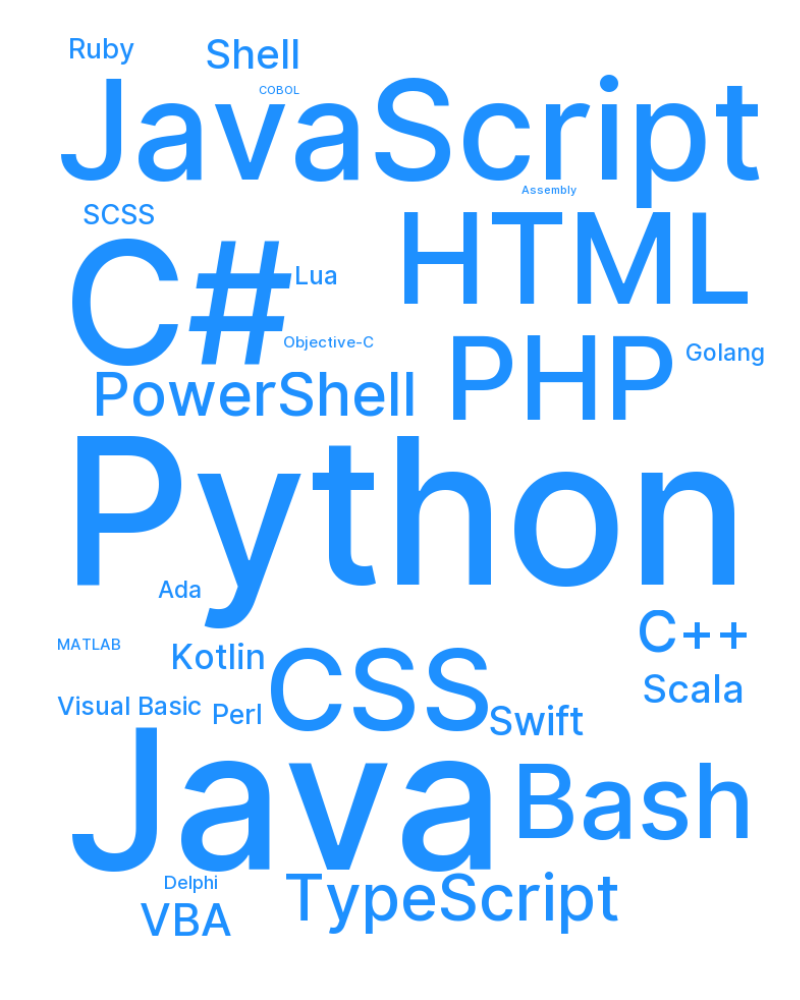 Ruby
Shell
COBOL
JavaScript
Assembly
SCSS
HTML
C#
Lua
Objective-C
PHP
Golang
PowerShell
Python
Ada
C++
MATLAB
Kotlin
CSS
Scala
Visual Basic
Perl
Swift
Java
Bash
Delphi
TypeScript
VBA